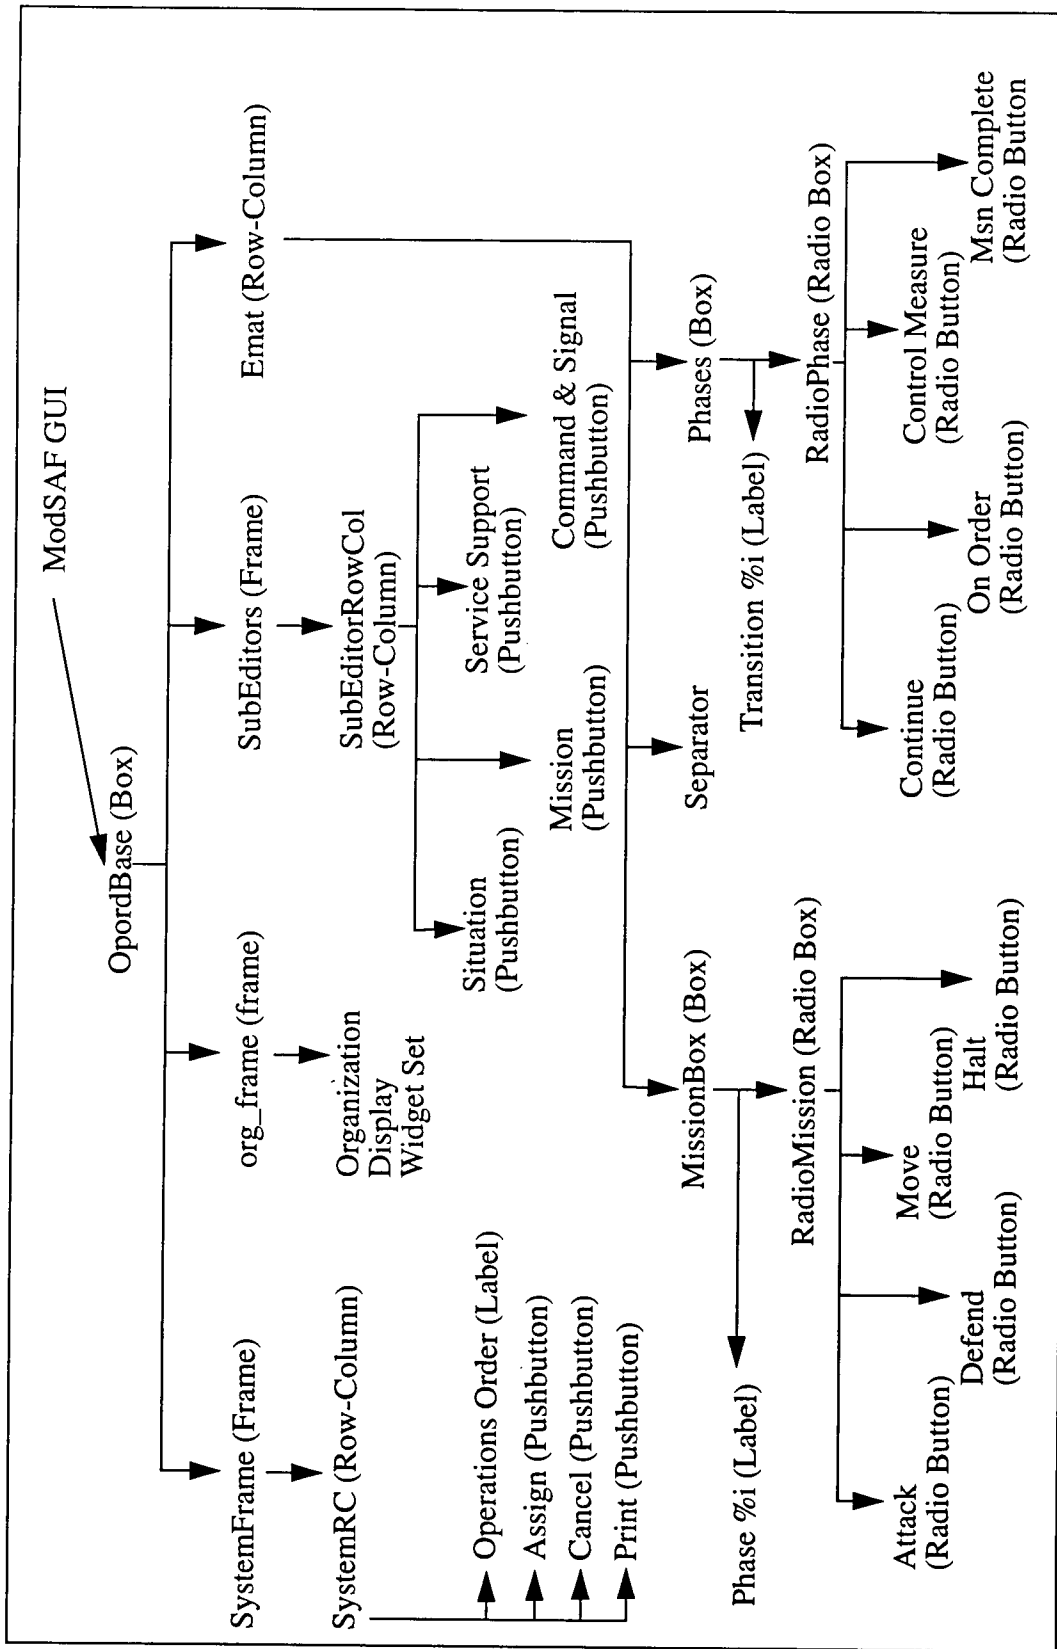 ModSAF GUI
OpordBase (Box)
SystemFrame (Frame)
org_frame (frame)
SubEditors (Frame)
Emat (Row-Column)
SystemRC (Row-Column)
Organization
Display
Widget Set
SubEditorRowCol
(Row-Column)
Operations Order (Label)
Assign (Pushbutton)
Cancel (Pushbutton)
Print (Pushbutton)
Situation
(Pushbutton)
Mission
(Pushbutton)
Service Support
(Pushbutton)
Command & Signal
(Pushbutton)
MissionBox (Box)
Separator
Phases (Box)
Phase %i (Label)
Transition %i (Label)
RadioMission (Radio Box)
RadioPhase (Radio Box)
Attack
(Radio Button)
Defend
(Radio Button)
Move
(Radio Button)
Halt
(Radio Button)
Continue
(Radio Button)
On Order
(Radio Button)
Control Measure
(Radio Button)
Msn Complete
(Radio Button